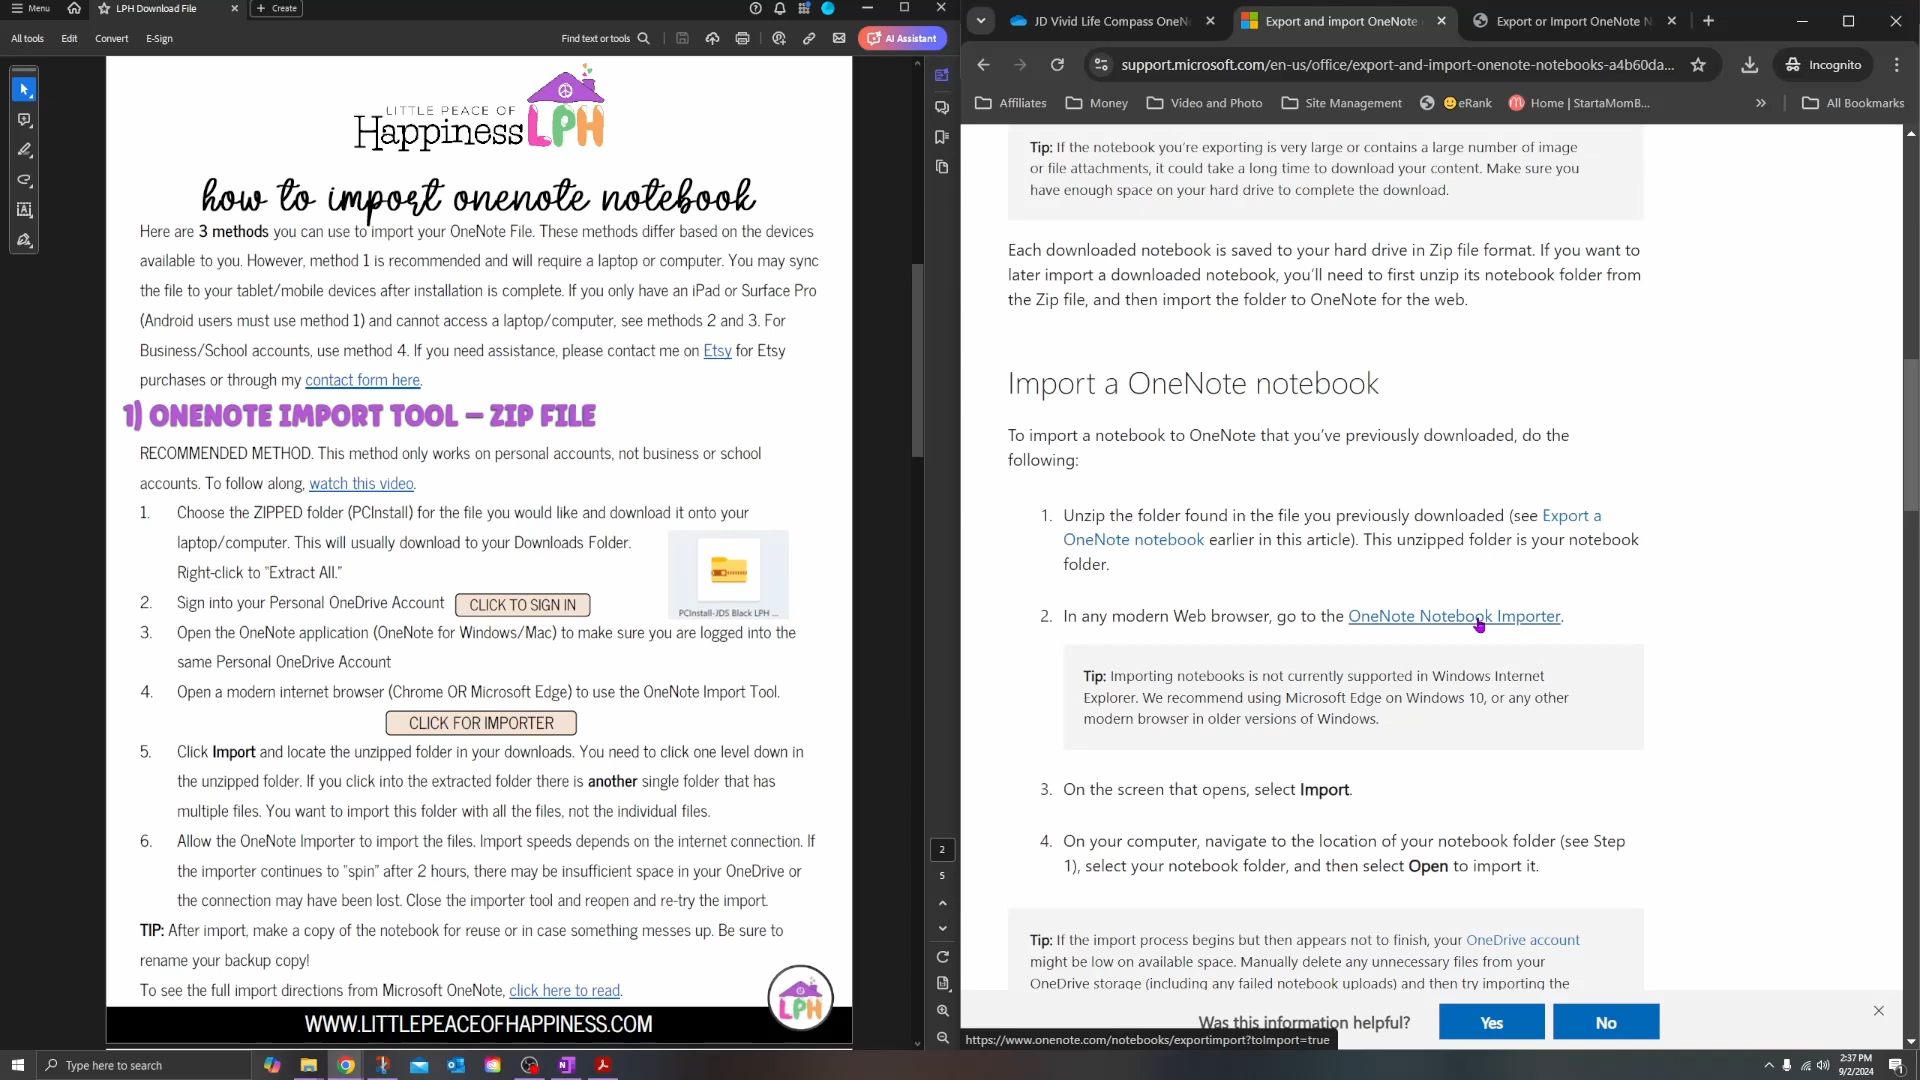 Menu
LPH Download File
Create
All tools
Edit
Convert
E-Sign
Find text or tools
AI Assistant
LITTLE PEACE OF
Happiness LPH
how to import onenote notebook
Here are 3 methods you can use to import your OneNote File. These methods differ based on the devices
available to you. However, method 1 is recommended and will require a laptop or computer. You may sync
the file to your tablet/mobile devices after installation is complete. If you only have an iPad or Surface Pro
(Android users must use method 1) and cannot access a laptop/computer, see methods 2 and 3. For
Business/School accounts, use method 4. If you need assistance, please contact me on Etsy for Etsy
purchases or through my contact form here.
1) ONENOTE IMPORT TOOL – ZIP FILE
RECOMMENDED METHOD. This method only works on personal accounts, not business or school
accounts. To follow along, watch this video.
1. Choose the ZIPPED folder (PCInstall) for the file you would like and download it onto your
laptop/computer. This will usually download to your Downloads Folder.
Right-click to "Extract All."
PCInstall-JDS Black LPH ...
2. Sign into your Personal OneDrive Account CLICK TO SIGN IN
3. Open the OneNote application (OneNote for Windows/Mac) to make sure you are logged into the
same Personal OneDrive Account
4. Open a modern internet browser (Chrome OR Microsoft Edge) to use the OneNote Import Tool.
CLICK FOR IMPORTER
5. Click Import and locate the unzipped folder in your downloads. You need to click one level down in
the unzipped folder. If you click into the extracted folder there is another single folder that has
multiple files. You want to import this folder with all the files, not the individual files.
6. Allow the OneNote Importer to import the files. Import speeds depends on the internet connection. If
the importer continues to "spin" after 2 hours, there may be insufficient space in your OneDrive or
the connection may have been lost. Close the importer tool and reopen and re-try the import.
TIP: After import, make a copy of the notebook for reuse or in case something messes up. Be sure to
rename your backup copy!
To see the full import directions from Microsoft OneNote, click here to read.
LPH
WWW.LITTLEPEACEOFHAPPINESS.COM
2
5
JD Vivid Life Compass OneN
Export and import OneNote
Export or Import OneNote N
support.microsoft.com/en-us/office/export-and-import-onenote-notebooks-a4b60da...
Incognito
Affiliates
Money
Video and Photo
Site Management
eRank
Home | StartaMomB...
All Bookmarks
Tip: If the notebook you're exporting is very large or contains a large number of image
or file attachments, it could take a long time to download your content. Make sure you
have enough space on your hard drive to complete the download.
Each downloaded notebook is saved to your hard drive in Zip file format. If you want to
later import a downloaded notebook, you'll need to first unzip its notebook folder from
the Zip file, and then import the folder to OneNote for the web.
Import a OneNote notebook
To import a notebook to OneNote that you've previously downloaded, do the
following:
1. Unzip the folder found in the file you previously downloaded (see Export a
OneNote notebook earlier in this article). This unzipped folder is your notebook
folder.
2. In any modern Web browser, go to the OneNote Notebook Importer.
Tip: Importing notebooks is not currently supported in Windows Internet
Explorer. We recommend using Microsoft Edge on Windows 10, or any other
modern browser in older versions of Windows.
3. On the screen that opens, select Import.
4. On your computer, navigate to the location of your notebook folder (see Step
1), select your notebook folder, and then select Open to import it.
Tip: If the import process begins but then appears not to finish, your OneDrive account
might be low on available space. Manually delete any unnecessary files from your
OneDrive storage (including any failed notebook uploads) and then try importing the
Was this information helpful?
Yes
No
https://www.onenote.com/notebooks/exportimport?toImport=true
Type here to search
2:37 PM
9/2/2024
1